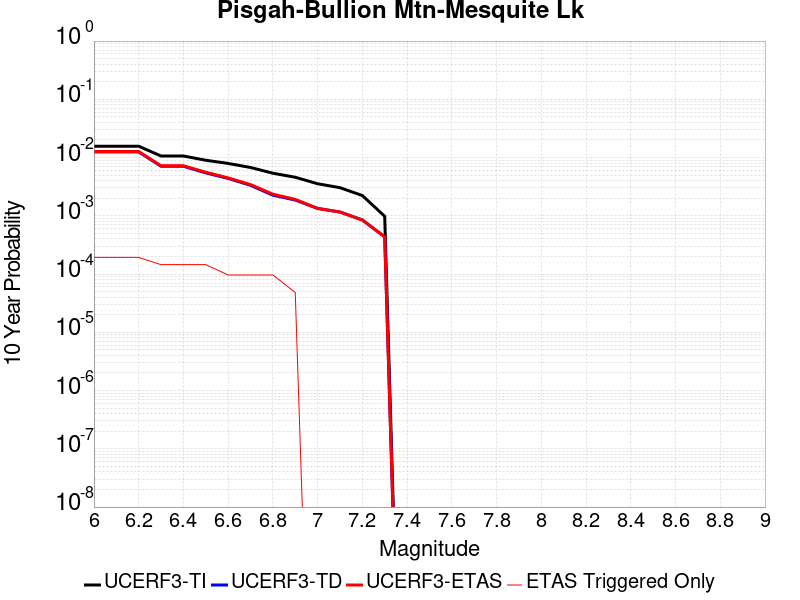 Pisgah-Bullion Mtn-Mesquite Lk
10 Year Probability
10^0
10^-1
10^-2
10^-3
10^-4
10^-5
10^-6
10^-7
10^-8
6 6.2 6.4 6.6 6.8 7 7.2 7.4 7.6 7.8 8 8.2 8.4 8.6 8.8 9
Magnitude
UCERF3-TI UCERF3-TD UCERF3-ETAS ETAS Triggered Only